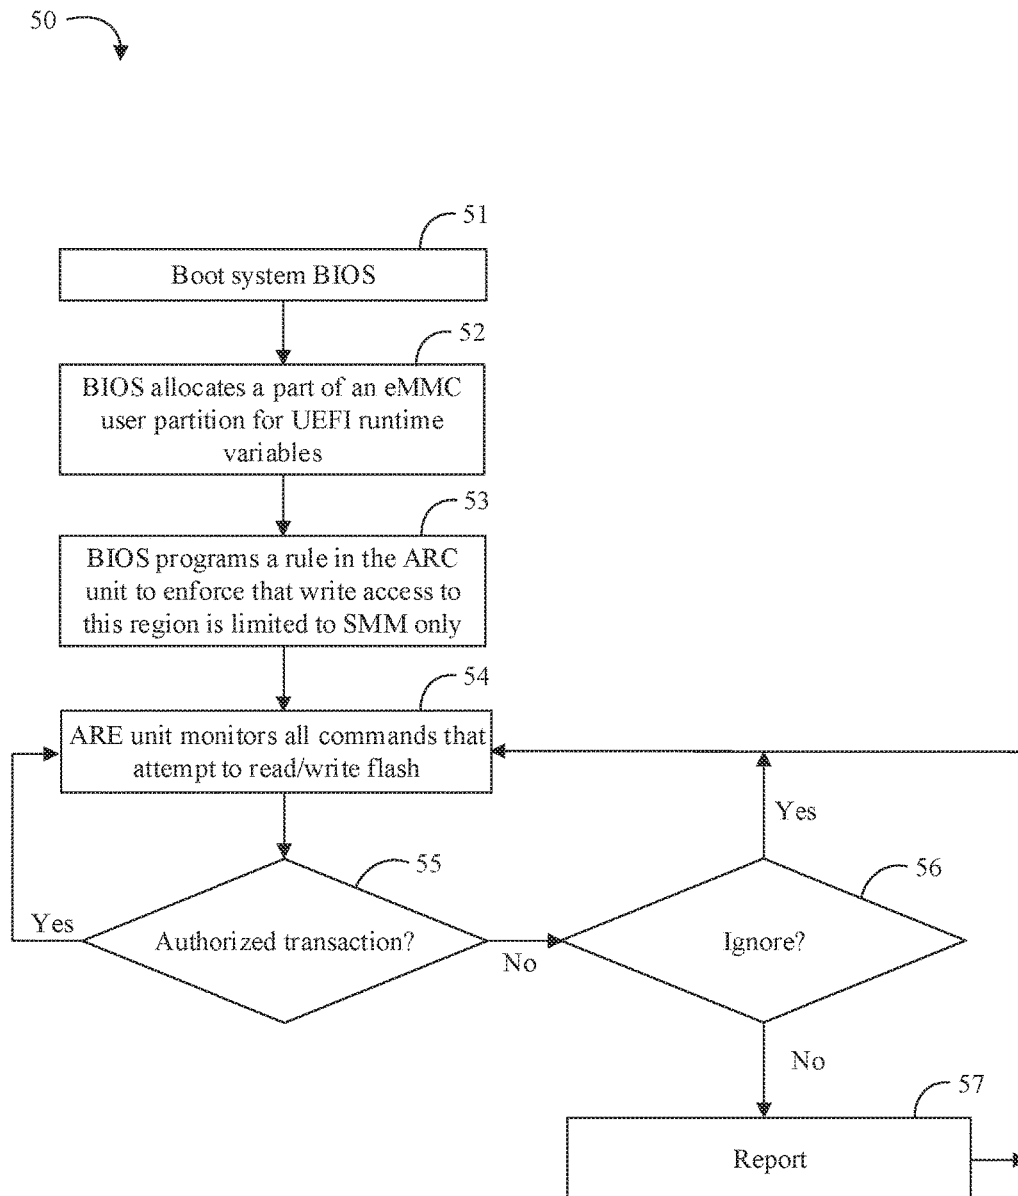 50
51
Boot system BIOS
52
BIOS allocates a part of an eMMC
user partition for UEFI runtime
variables
53
BIOS programs a rule in the ARC
unit to enforce that write access to
this region is limited to SMM only
54
ARE unit monitors all commands that
attempt to read/write flash
Yes
55
56
Yes
Authorized transaction?
No
Ignore?
No
57
Report